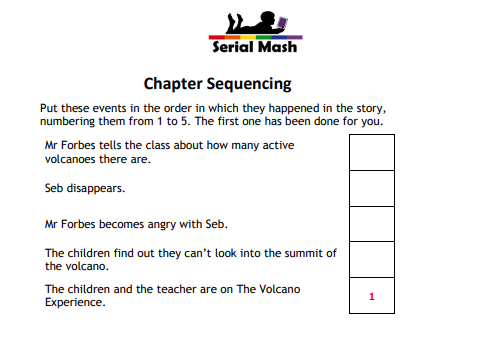 Serial Mash
Chapter Sequencing
Put these events in the order in which they happened in the story,
numbering them from 1 to 5. The first one has been done for you.
Mr Forbes tells the class about how many active
volcanoes there are.
Seb disappears.
Mr Forbes becomes angry with Seb.
The children find out they can’t look into the summit of
the volcano.
The children and the teacher are on The Volcano
Experience.
1